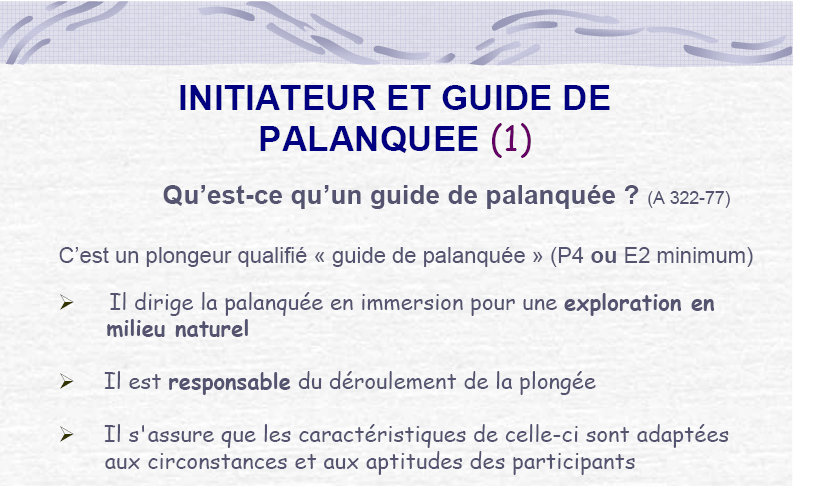 INITIATEUR ET GUIDE DE
PALANQUEE (1)
Qu’est-ce qu’un guide de palanquée ? (A 322-77)
C’est un plongeur qualifié « guide de palanquée » (P4 ou E2 minimum)
➢ Il dirige la palanquée en immersion pour une exploration en
milieu naturel
➢ Il est responsable du déroulement de la plongée
➢ Il s'assure que les caractéristiques de celle-ci sont adaptées
aux circonstances et aux aptitudes des participants